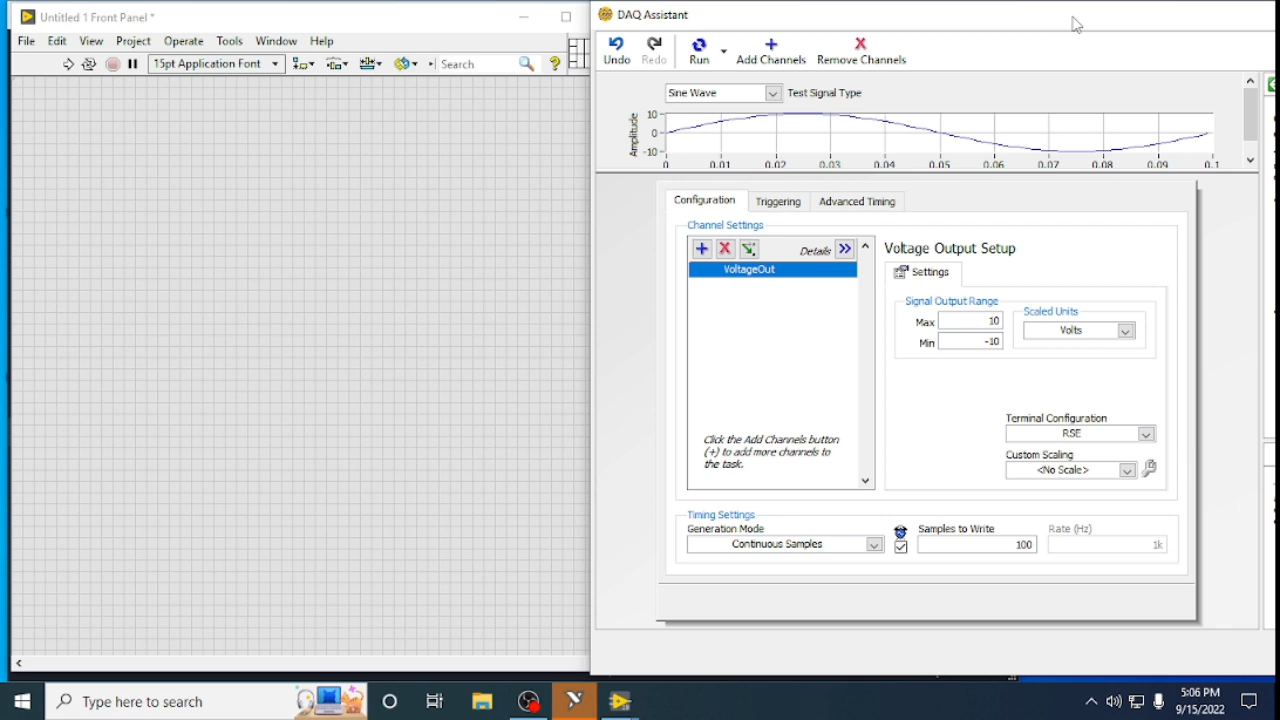 Untitled 1 Front Panel *
File Edit View Project Operate Tools Window Help
15pt Application Font
Search
DAQ Assistant
Undo Redo Run Add Channels Remove Channels
Sine Wave Test Signal Type
Amplitude
10
0
-10
0 0.01 0.02 0.03 0.04 0.05 0.06 0.07 0.08 0.09 0.1
Configuration Triggering Advanced Timing
Channel Settings
Details
VoltageOut
Click the Add Channels button
(+) to add more channels to
the task.
Voltage Output Setup
Settings
Signal Output Range
Max 10
Min -10
Scaled Units
Volts
Terminal Configuration
RSE
Custom Scaling
<No Scale>
Timing Settings
Generation Mode Samples to Write Rate (Hz)
Continuous Samples 100 1k
Type here to search
5:06 PM
9/15/2022